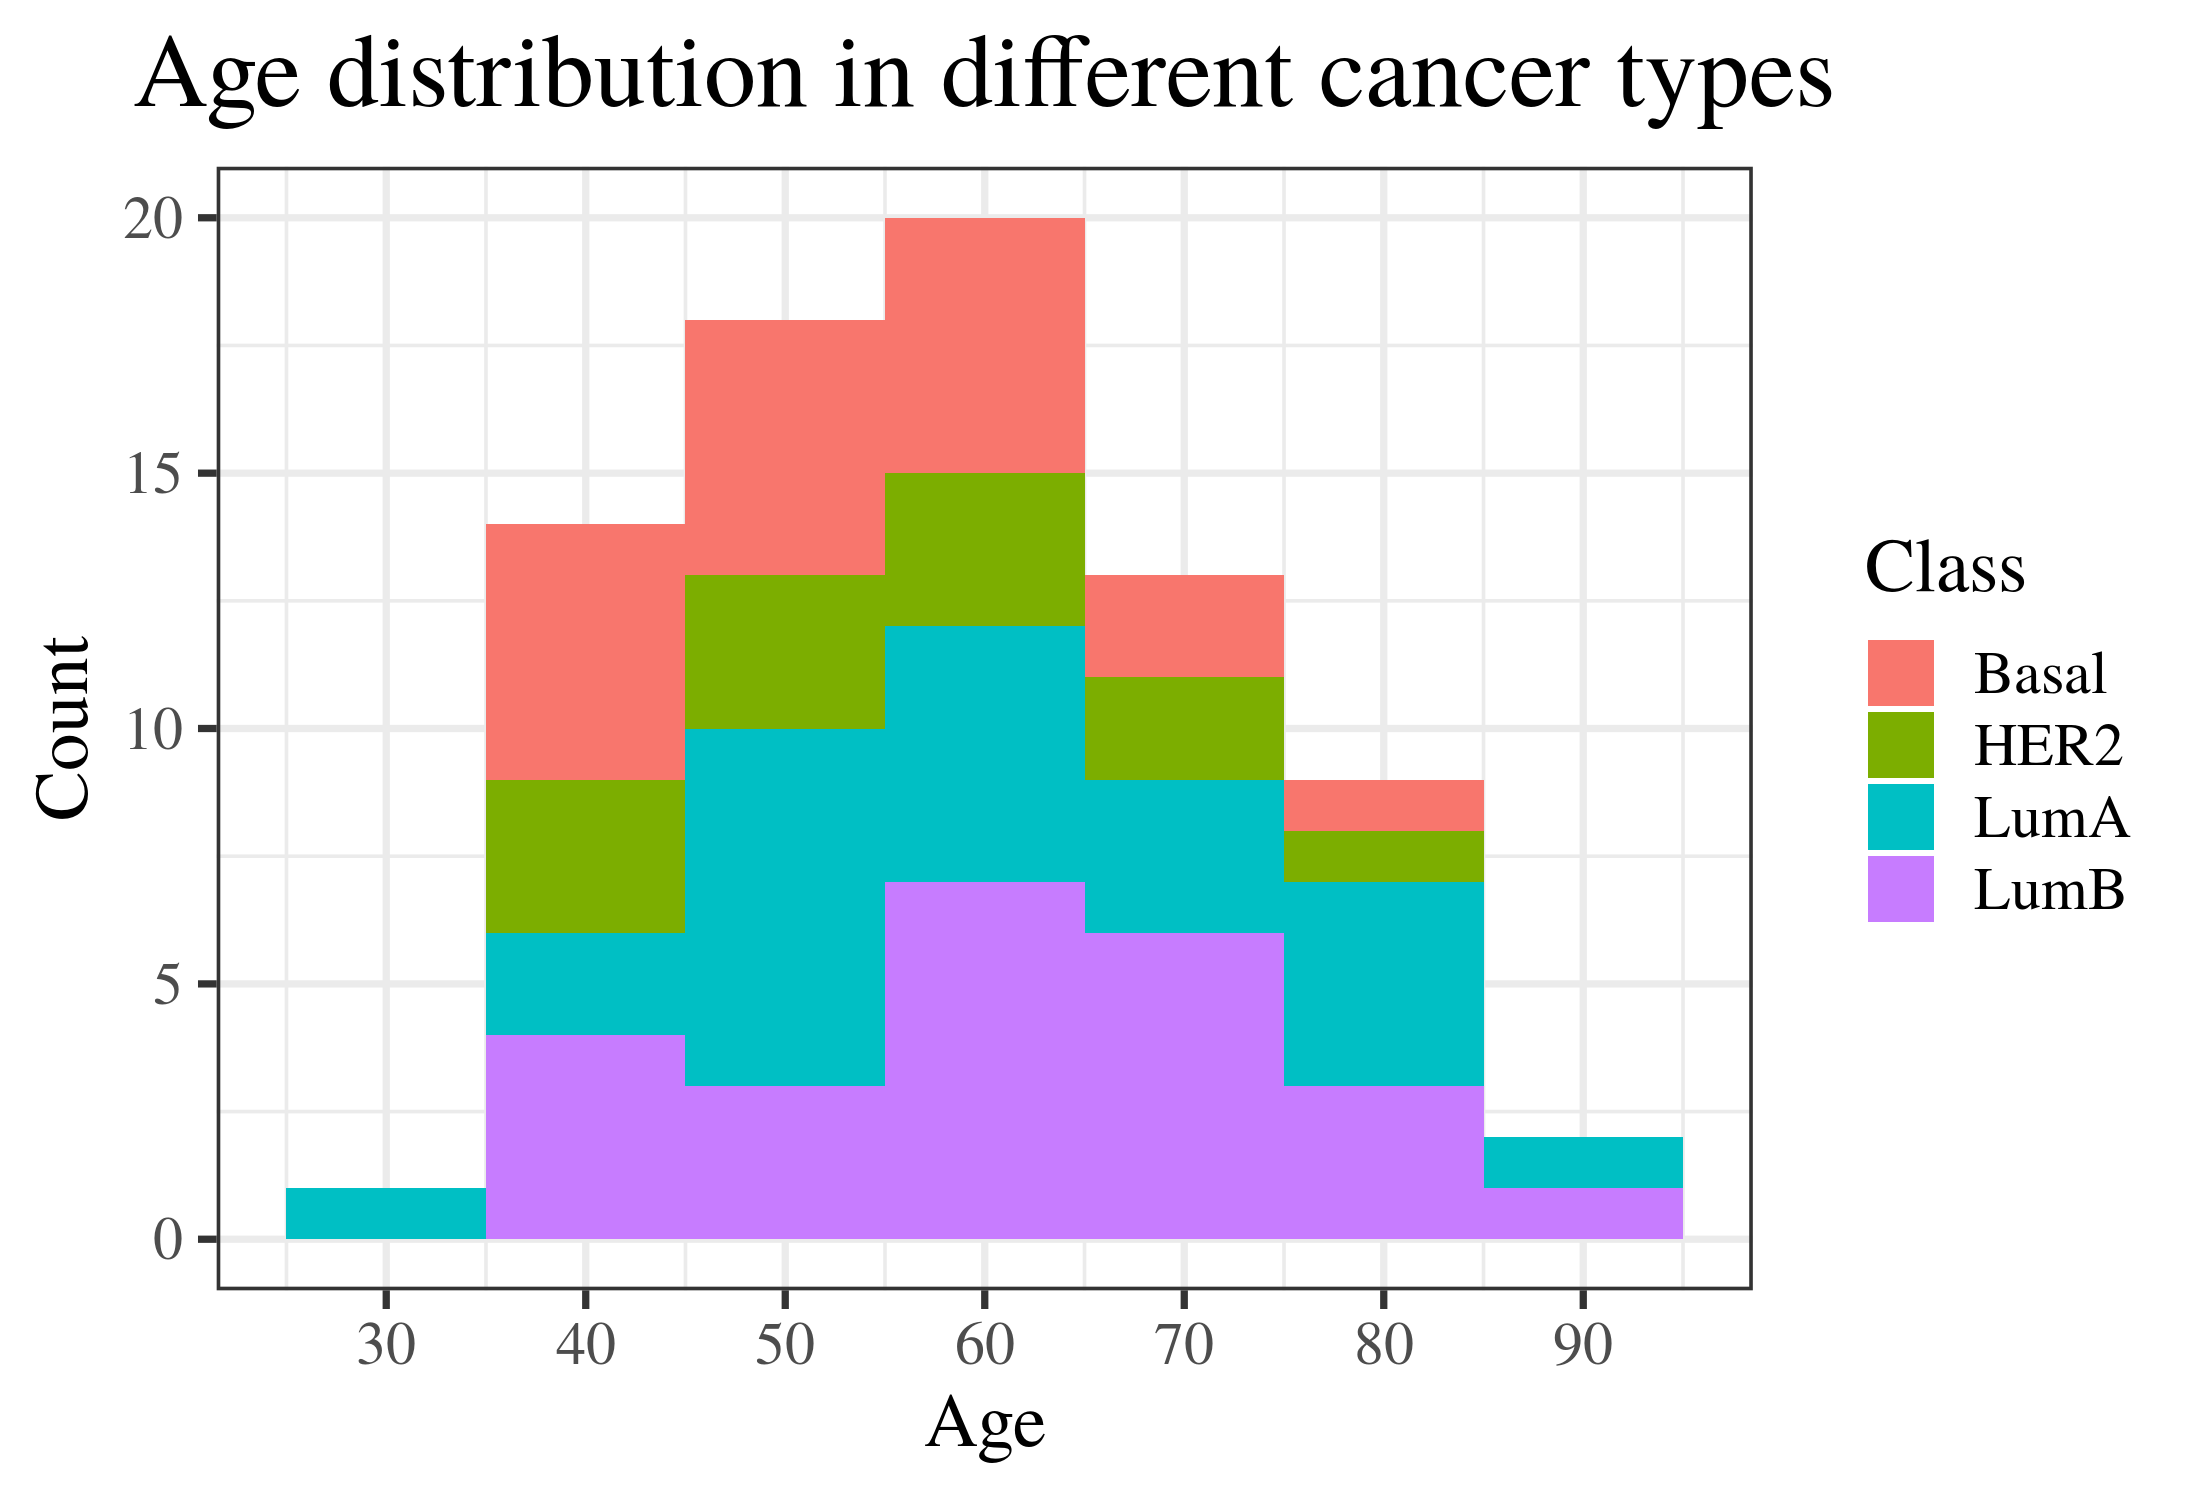 Age distribution in different cancer types
20
15
10
5
0
Count
30 40 50 60 70 80 90
Age
Class
Basal
HER2
LumA
LumB